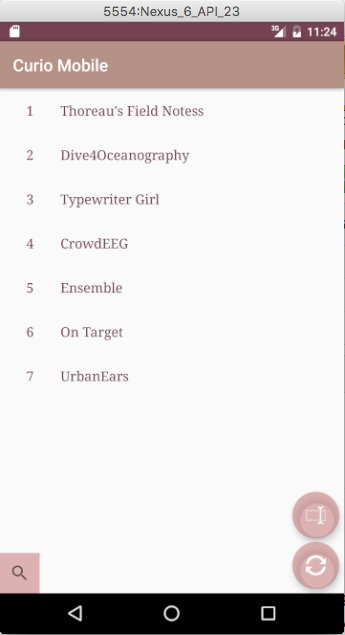 5554:Nexus_6_API_23
3G 11:24
Curio Mobile
1 Thoreau's Field Notess
2 Dive4Oceanography
3 Typewriter Girl
4 CrowdEEG
5 Ensemble
6 On Target
7 UrbanEars